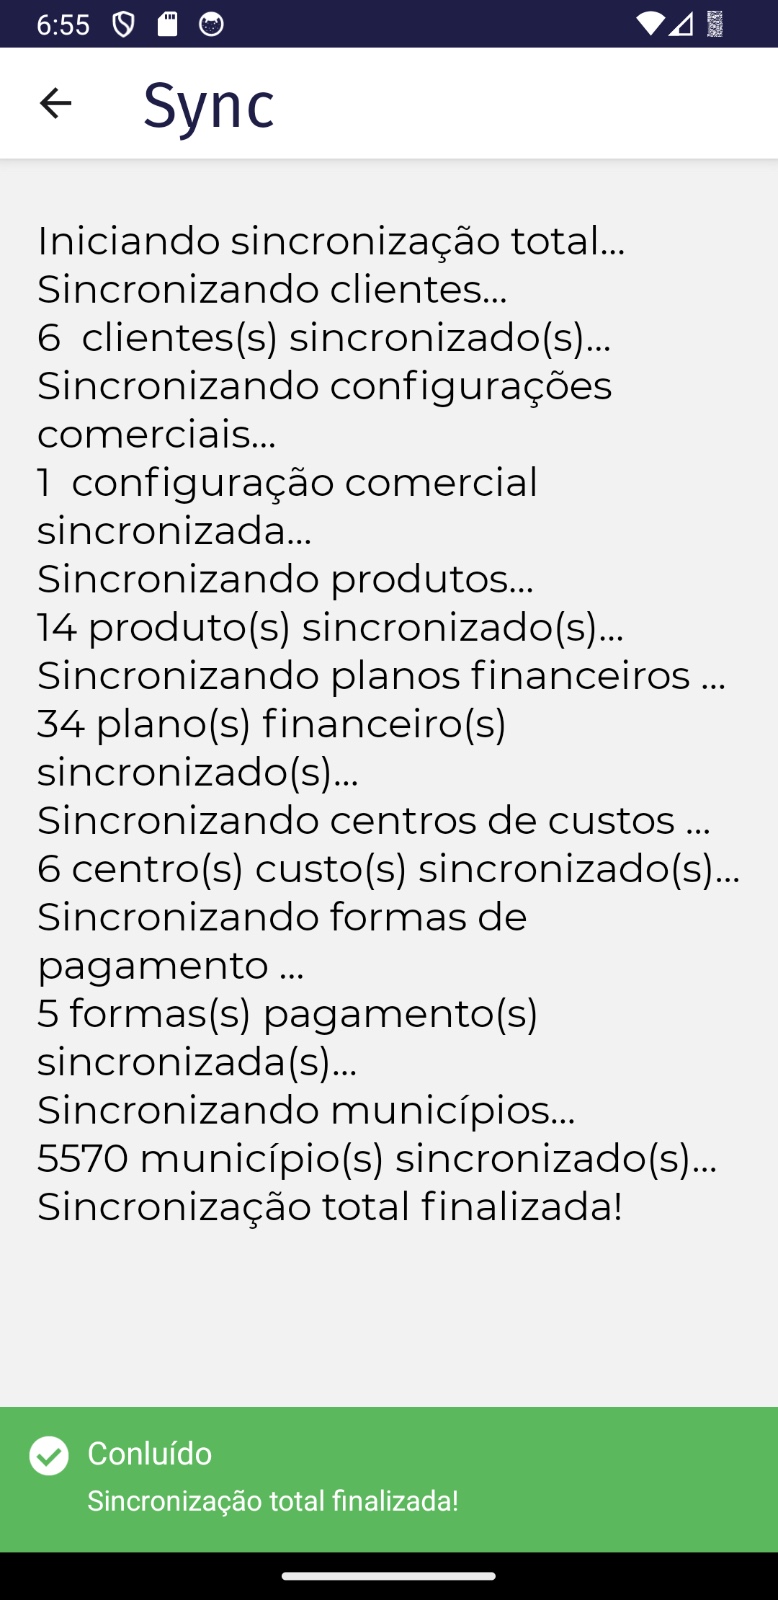 6:55
Sync
Iniciando sincronização total...
Sincronizando clientes...
6  clientes(s) sincronizado(s)...
Sincronizando configurações
comerciais...
1  configuração comercial
sincronizada...
Sincronizando produtos...
14 produto(s) sincronizado(s)...
Sincronizando planos financeiros ...
34 plano(s) financeiro(s)
sincronizado(s)...
Sincronizando centros de custos ...
6 centro(s) custo(s) sincronizado(s)...
Sincronizando formas de
pagamento ...
5 formas(s) pagamento(s)
sincronizada(s)...
Sincronizando municípios...
5570 município(s) sincronizado(s)...
Sincronização total finalizada!
Conluído
Sincronização total finalizada!